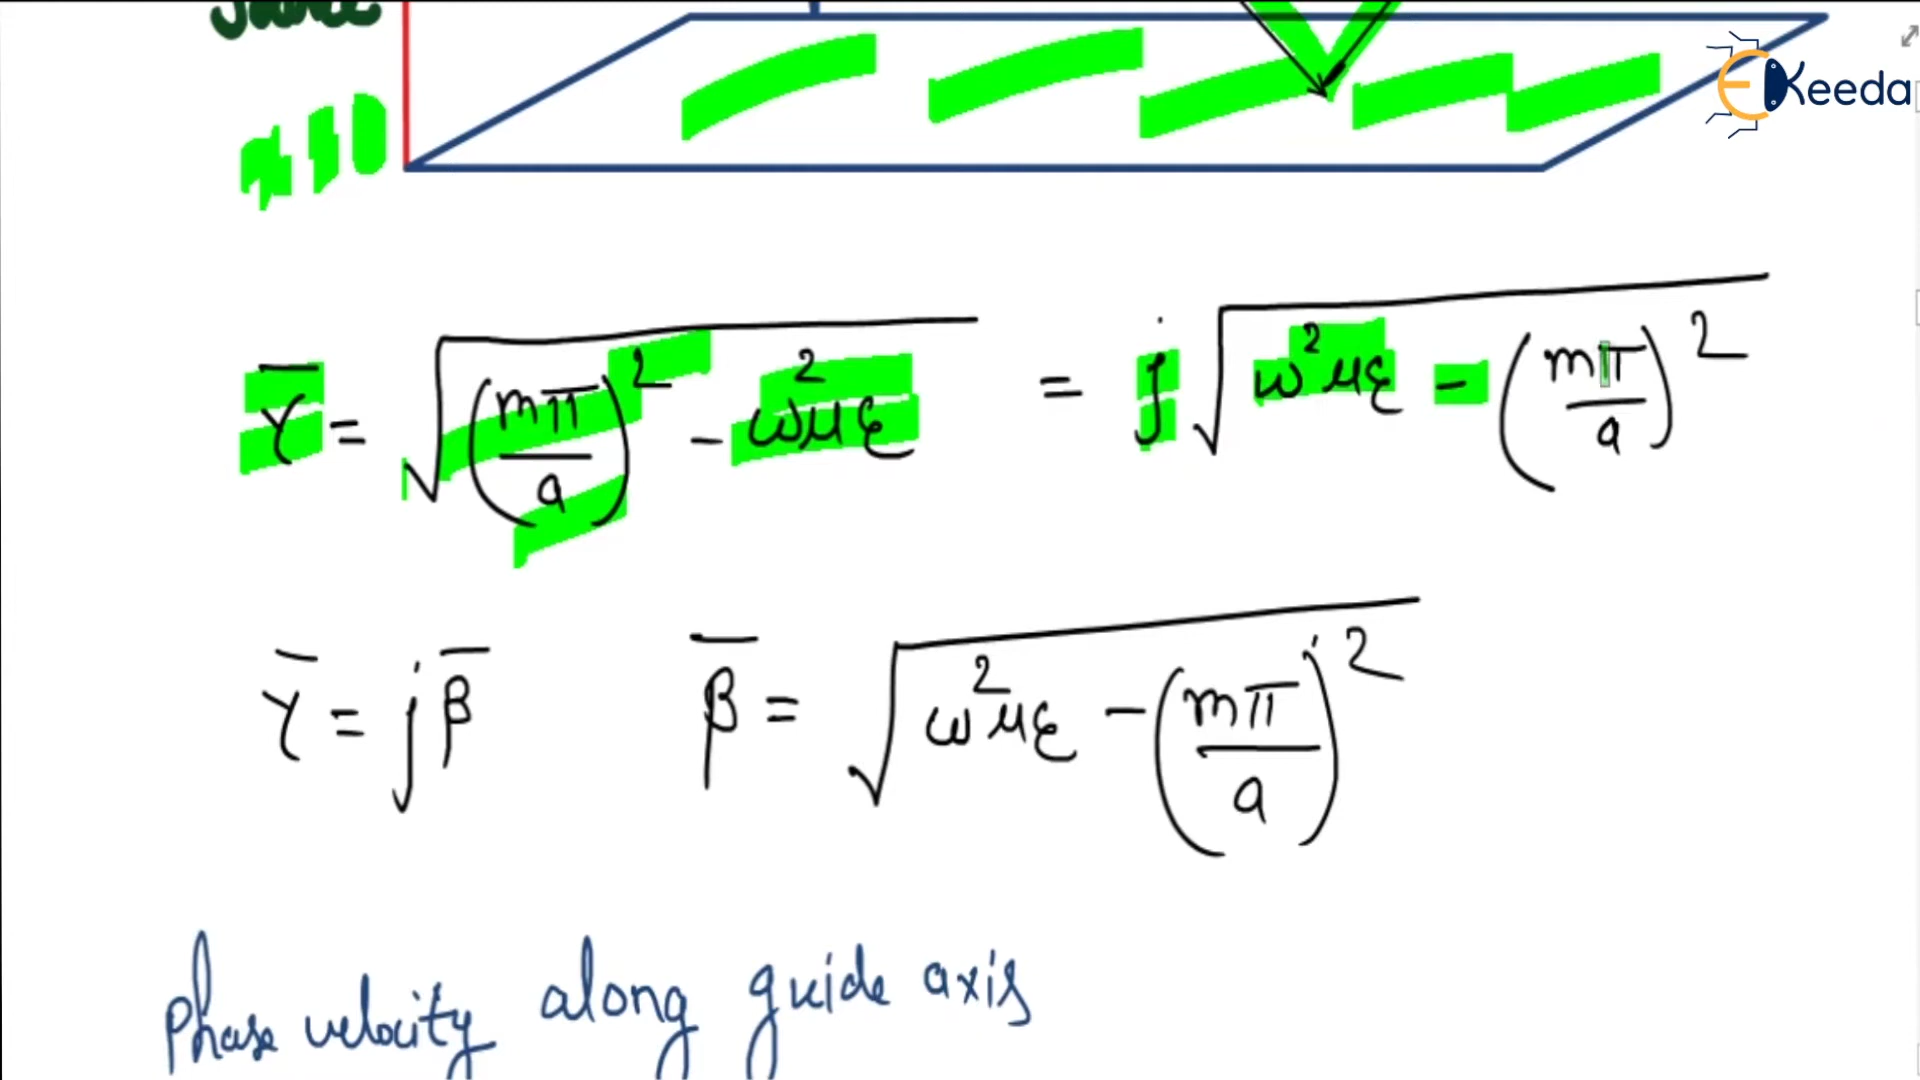 EKeeda
γ̅ = √((mπ/a)² - ω²με) = j√(ω²με - (mπ/a)²)
γ̅ = jβ̅ β̅ = √(ω²με - (mπ/a)²)
Phase velocity along guide axis